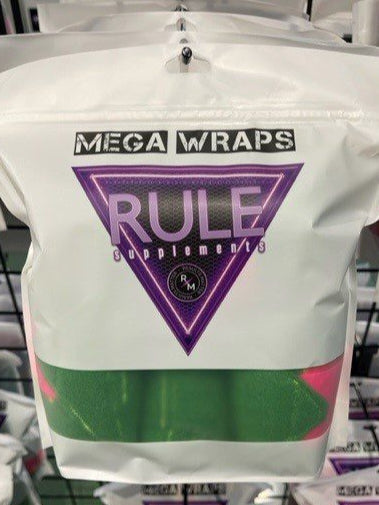 MEGA WRAPS
RULE
supplements
R M